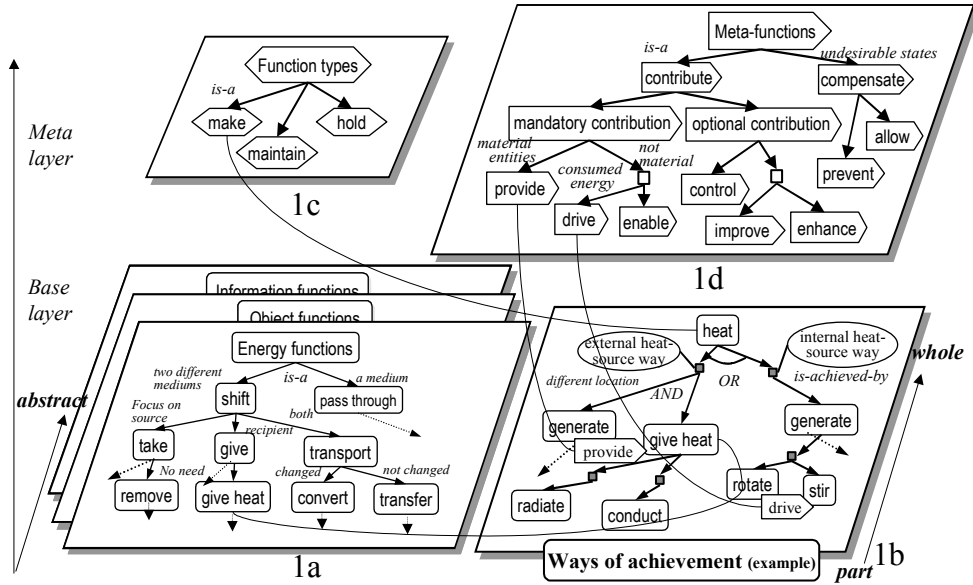 Meta
layer
Base
layer
abstract
Function types
is-a
make
hold
maintain
1c
Meta-functions
is-a
undesirable states
contribute
compensate
mandatory contribution
optional contribution
allow
material
entities
not
material
consumed
energy
prevent
provide
control
drive
enable
improve
enhance
1d
Information functions
Object functions
Energy functions
two different
mediums
is-a
a medium
shift
pass through
Focus on
source
both
recipient
take
give
transport
No need
changed
not changed
remove
give heat
convert
transfer
1a
heat
external heat-
source way
internal heat-
source way
is-achieved-by
whole
different location
AND
OR
generate
give heat
generate
provide
rotate
stir
radiate
conduct
drive
1b
Ways of achievement (example)
part